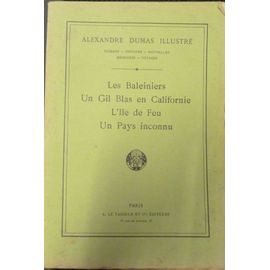 ALEXANDRE DUMAS ILLUSTRÉ
ROMANS - HISTOIRE - NOUVELLES
MÉMOIRES - VOYAGES
Les Baleiniers
Un Gil Blas en Californie
L'Ile de Feu
Un Pays inconnu
PARIS
A. LE VASSEUR ET Cie ÉDITEURS